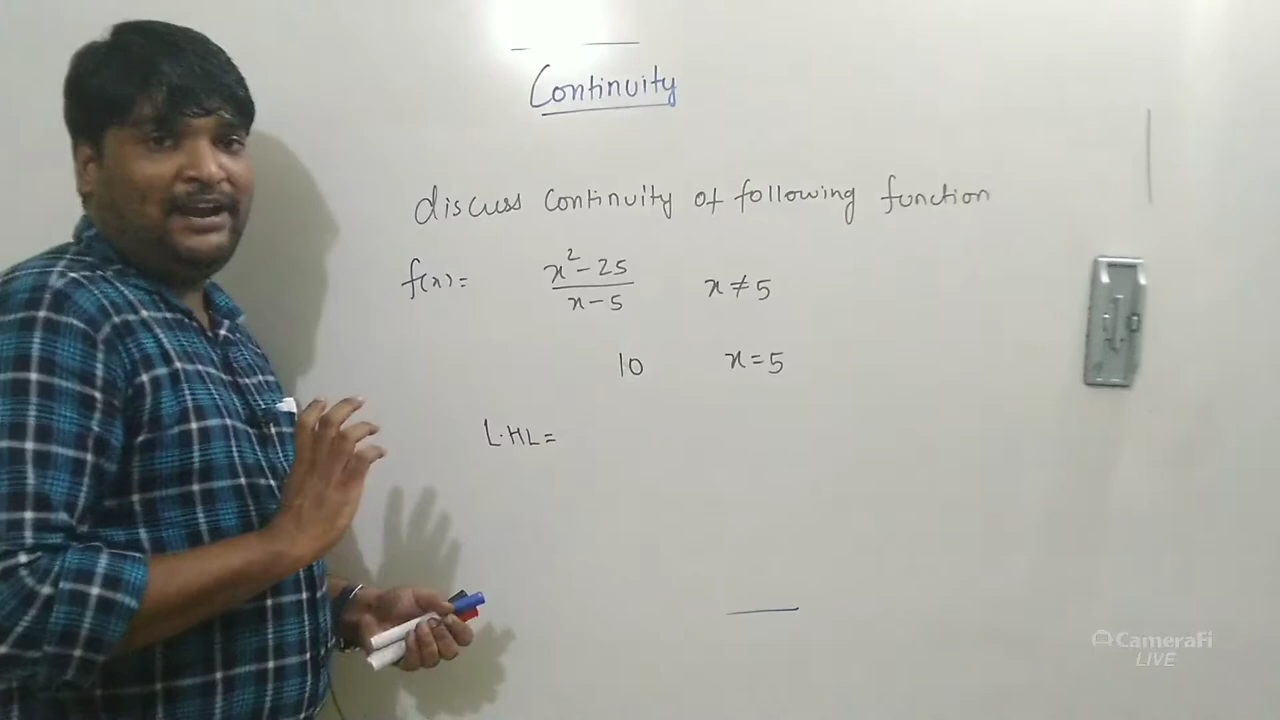 Continuity
discuss continuity of following function
f(x)= x²-25 / x-5 x≠5
10 x=5
L.HL=
CameraFi
LIVE